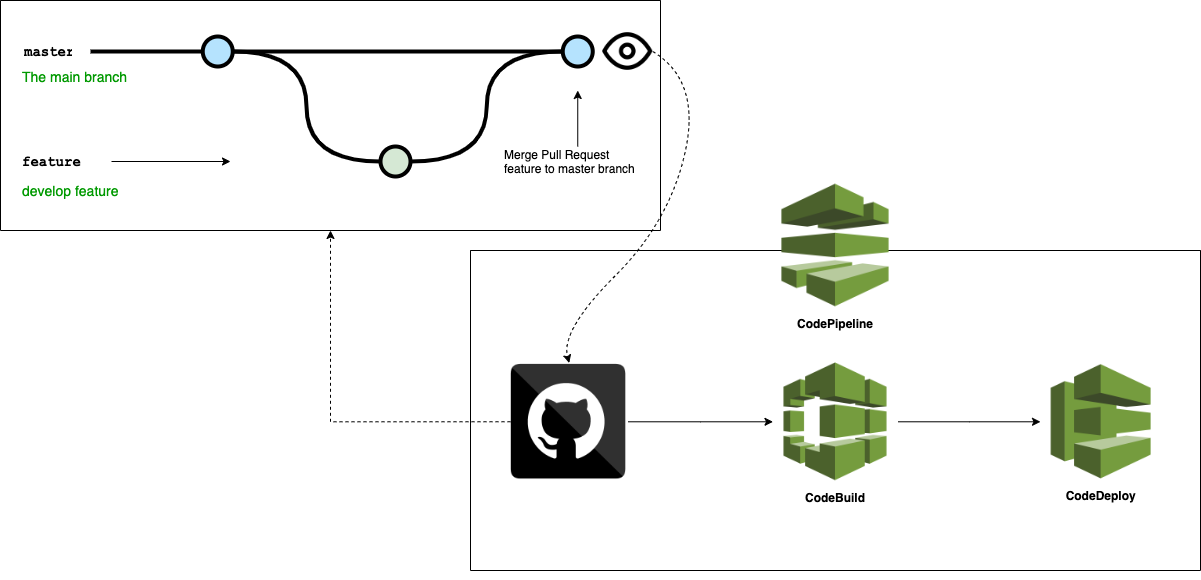 master
The main branch
Merge Pull Request
feature to master branch
feature
develop feature
CodePipeline
CodeBuild
CodeDeploy